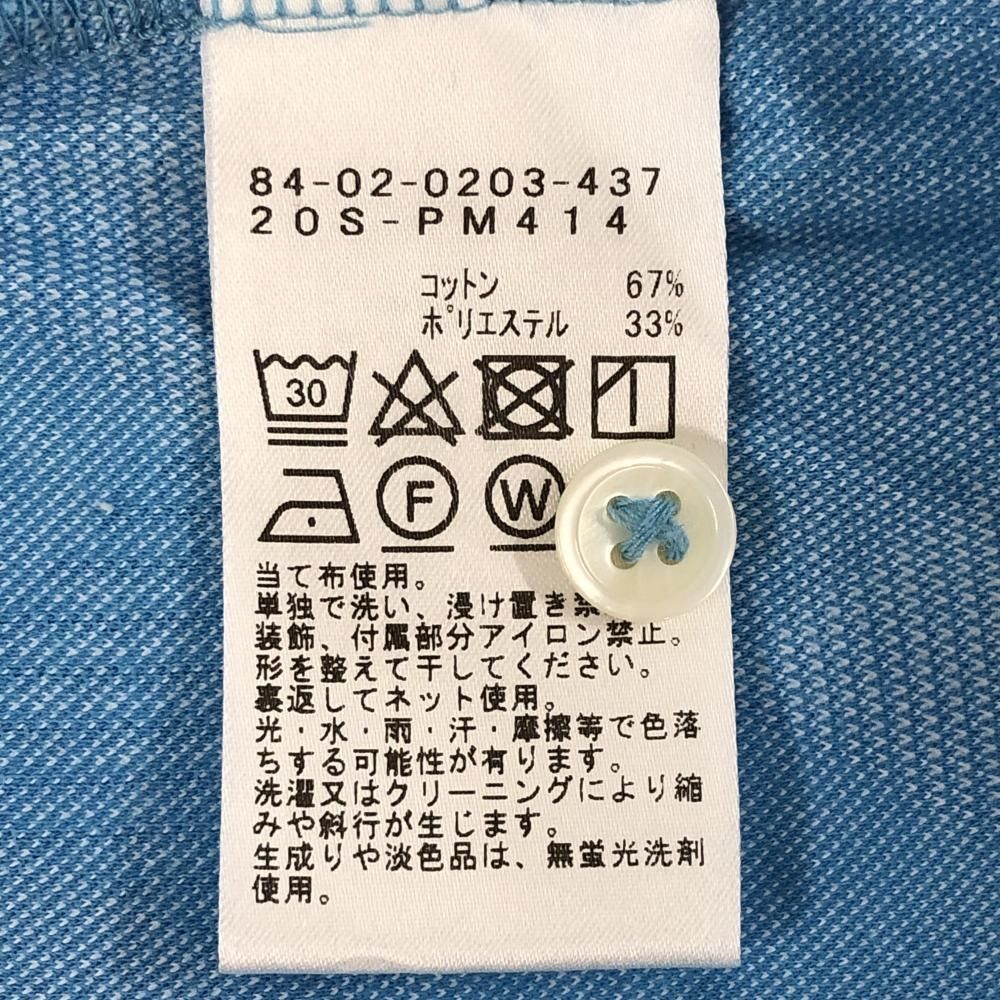 84-02-0203-437
20S-PM414
コットン 67%
ポリエステル 33%
30
F
W
当て布使用。
単独で洗い、浸け置き禁
装飾、付属部分アイロン禁止。
形を整えて干してください。
裏返してネット使用。
光・水・雨・汗・摩擦等で色落
ちする可能性が有ります。
洗濯又はクリーニングにより縮
みや斜行が生じます。
生成りや淡色品は、無蛍光洗剤
使用。